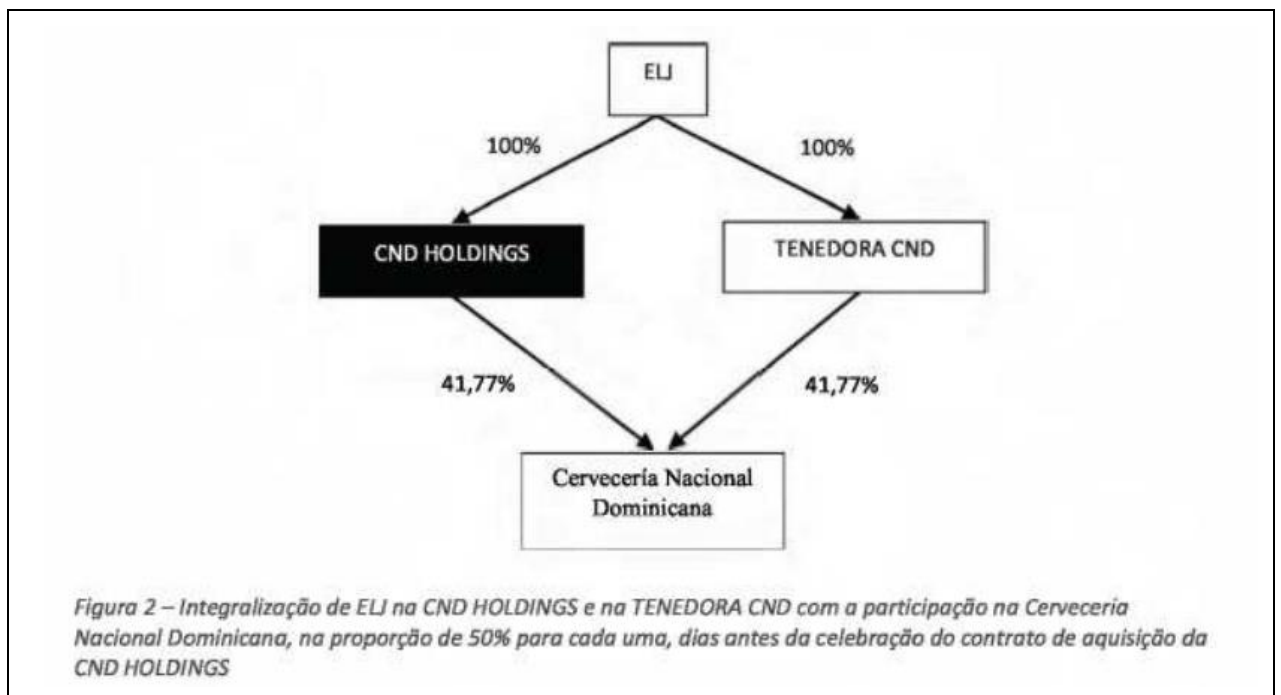 ELJ
100%
100%
CND HOLDINGS
TENEDORA CND
41,77%
41,77%
Cervecería Nacional
Dominicana
Figura 2 – Integralização de ELJ na CND HOLDINGS e na TENEDORA CND com a participação na Cervecería
Nacional Dominicana, na proporção de 50% para cada uma, dias antes da celebração do contrato de aquisição da
CND HOLDINGS